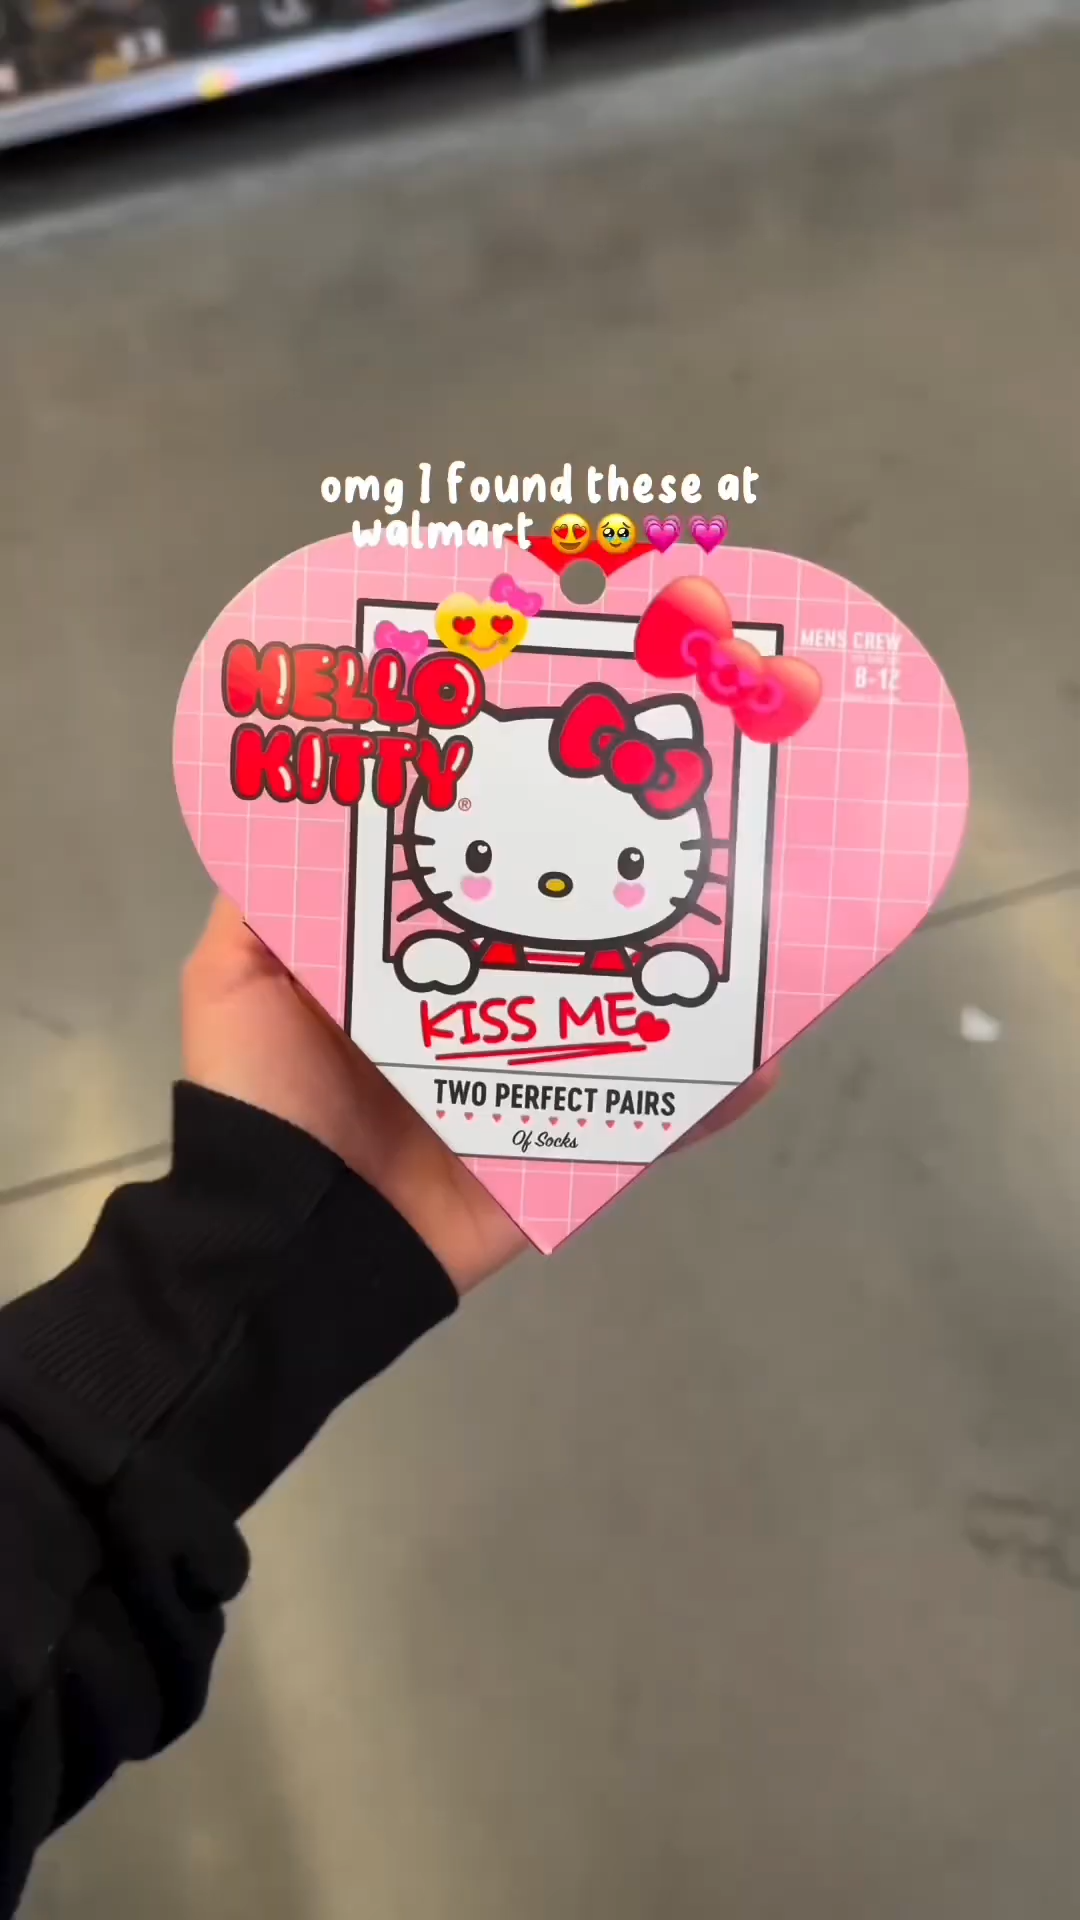 omg I found these at
walmart 😍🥹💗💗
HELLO
KITTY®
MENS CREW
8-12
KISS ME
TWO PERFECT PAIRS
Of Socks